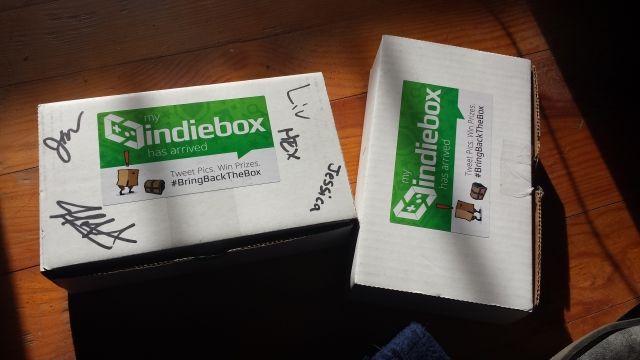 my
indiebox
has arrived
Tweet Pics. Win Prizes.
#BringBackTheBox
Liv
HEX
Jessica
my
indiebox
has arrived
Tweet Pics. Win Prizes.
#BringBackTheBox